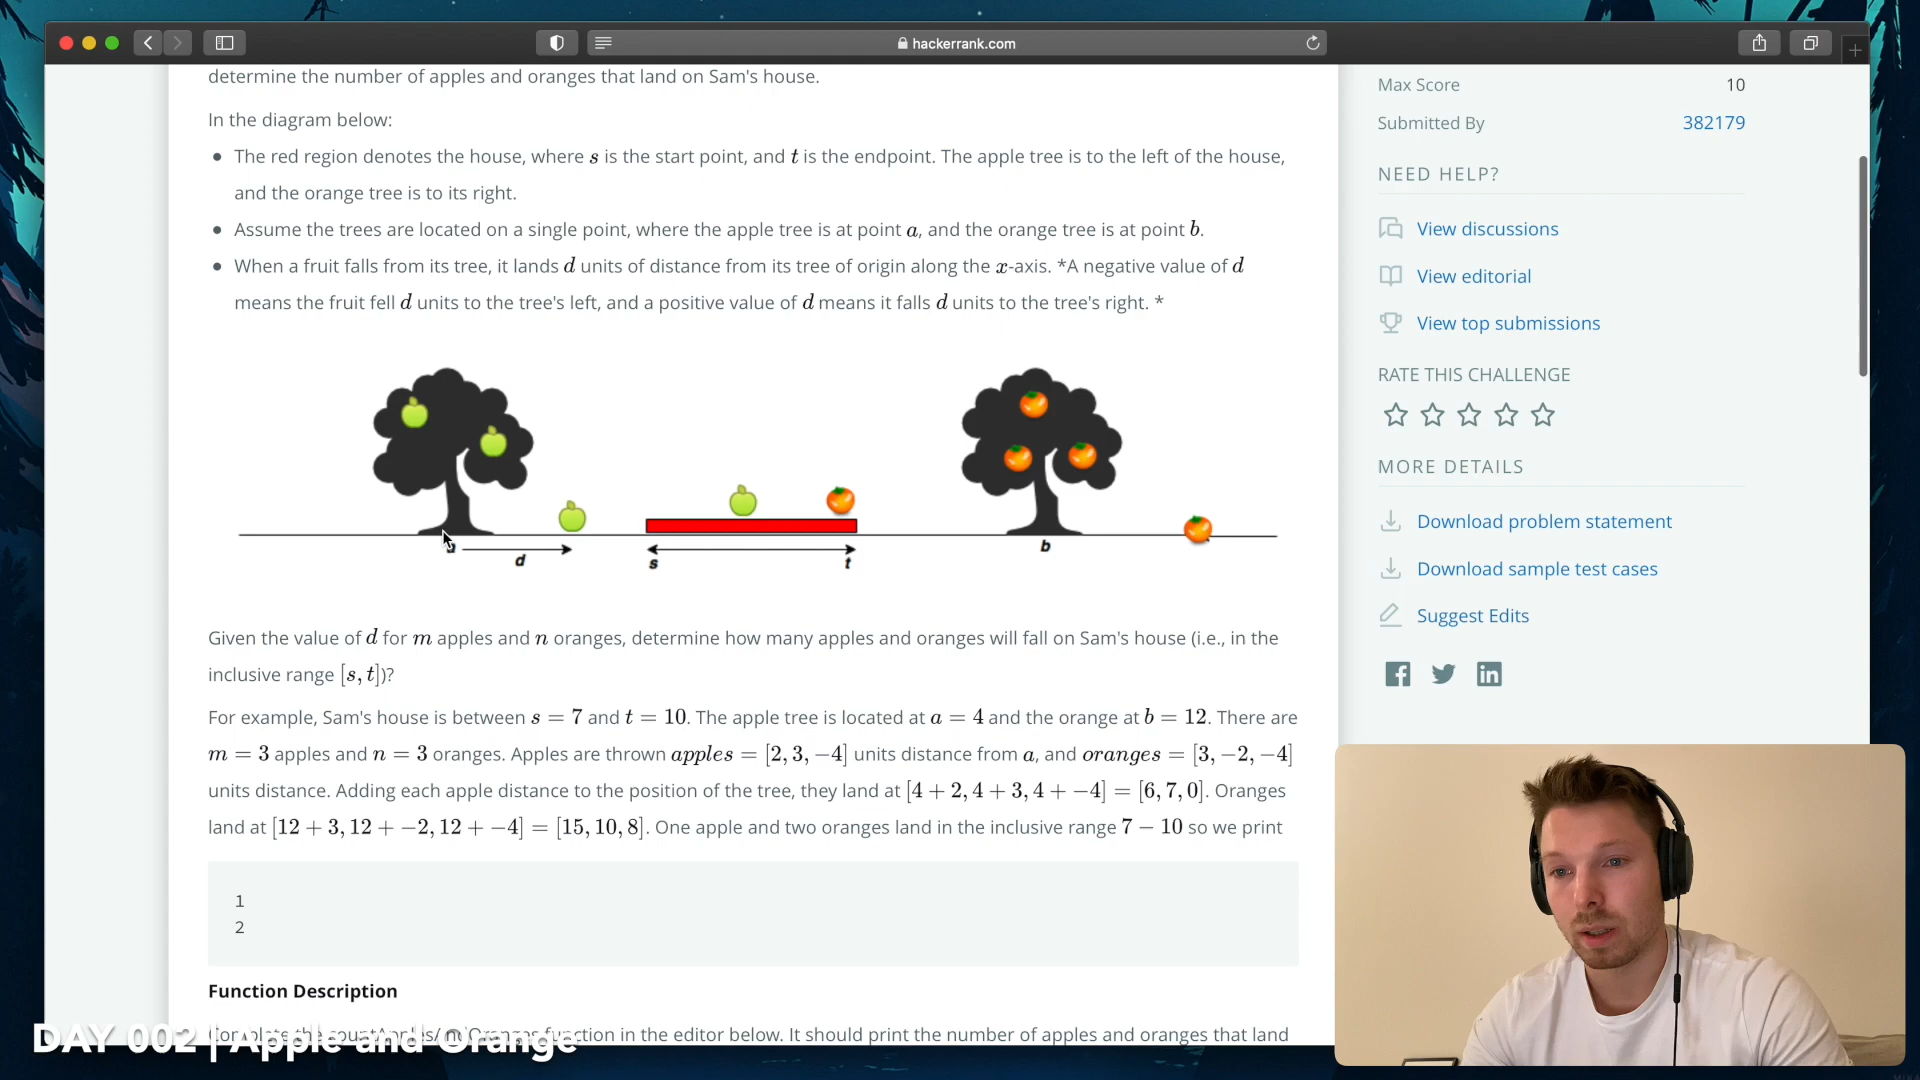 hackerrank.com
determine the number of apples and oranges that land on Sam's house.
In the diagram below:
The red region denotes the house, where s is the start point, and t is the endpoint. The apple tree is to the left of the house,
and the orange tree is to its right.
Assume the trees are located on a single point, where the apple tree is at point a, and the orange tree is at point b.
When a fruit falls from its tree, it lands d units of distance from its tree of origin along the x-axis. *A negative value of d
means the fruit fell d units to the tree's left, and a positive value of d means it falls d units to the tree's right. *
d
s
t
b
Given the value of d for m apples and n oranges, determine how many apples and oranges will fall on Sam's house (i.e., in the
inclusive range [s, t])?
For example, Sam's house is between s = 7 and t = 10. The apple tree is located at a = 4 and the orange at b = 12. There are
m = 3 apples and n = 3 oranges. Apples are thrown apples = [2, 3, −4] units distance from a, and oranges = [3, −2, −4]
units distance. Adding each apple distance to the position of the tree, they land at [4 + 2, 4 + 3, 4 + −4] = [6, 7, 0]. Oranges
land at [12 + 3, 12 + −2, 12 + −4] = [15, 10, 8]. One apple and two oranges land in the inclusive range 7 − 10 so we print
1
2
Function Description
function in the editor below. It should print the number of apples and oranges that land
DAY 002 | Apple and Orange
Max Score 10
Submitted By 382179
NEED HELP?
View discussions
View editorial
View top submissions
RATE THIS CHALLENGE
MORE DETAILS
Download problem statement
Download sample test cases
Suggest Edits